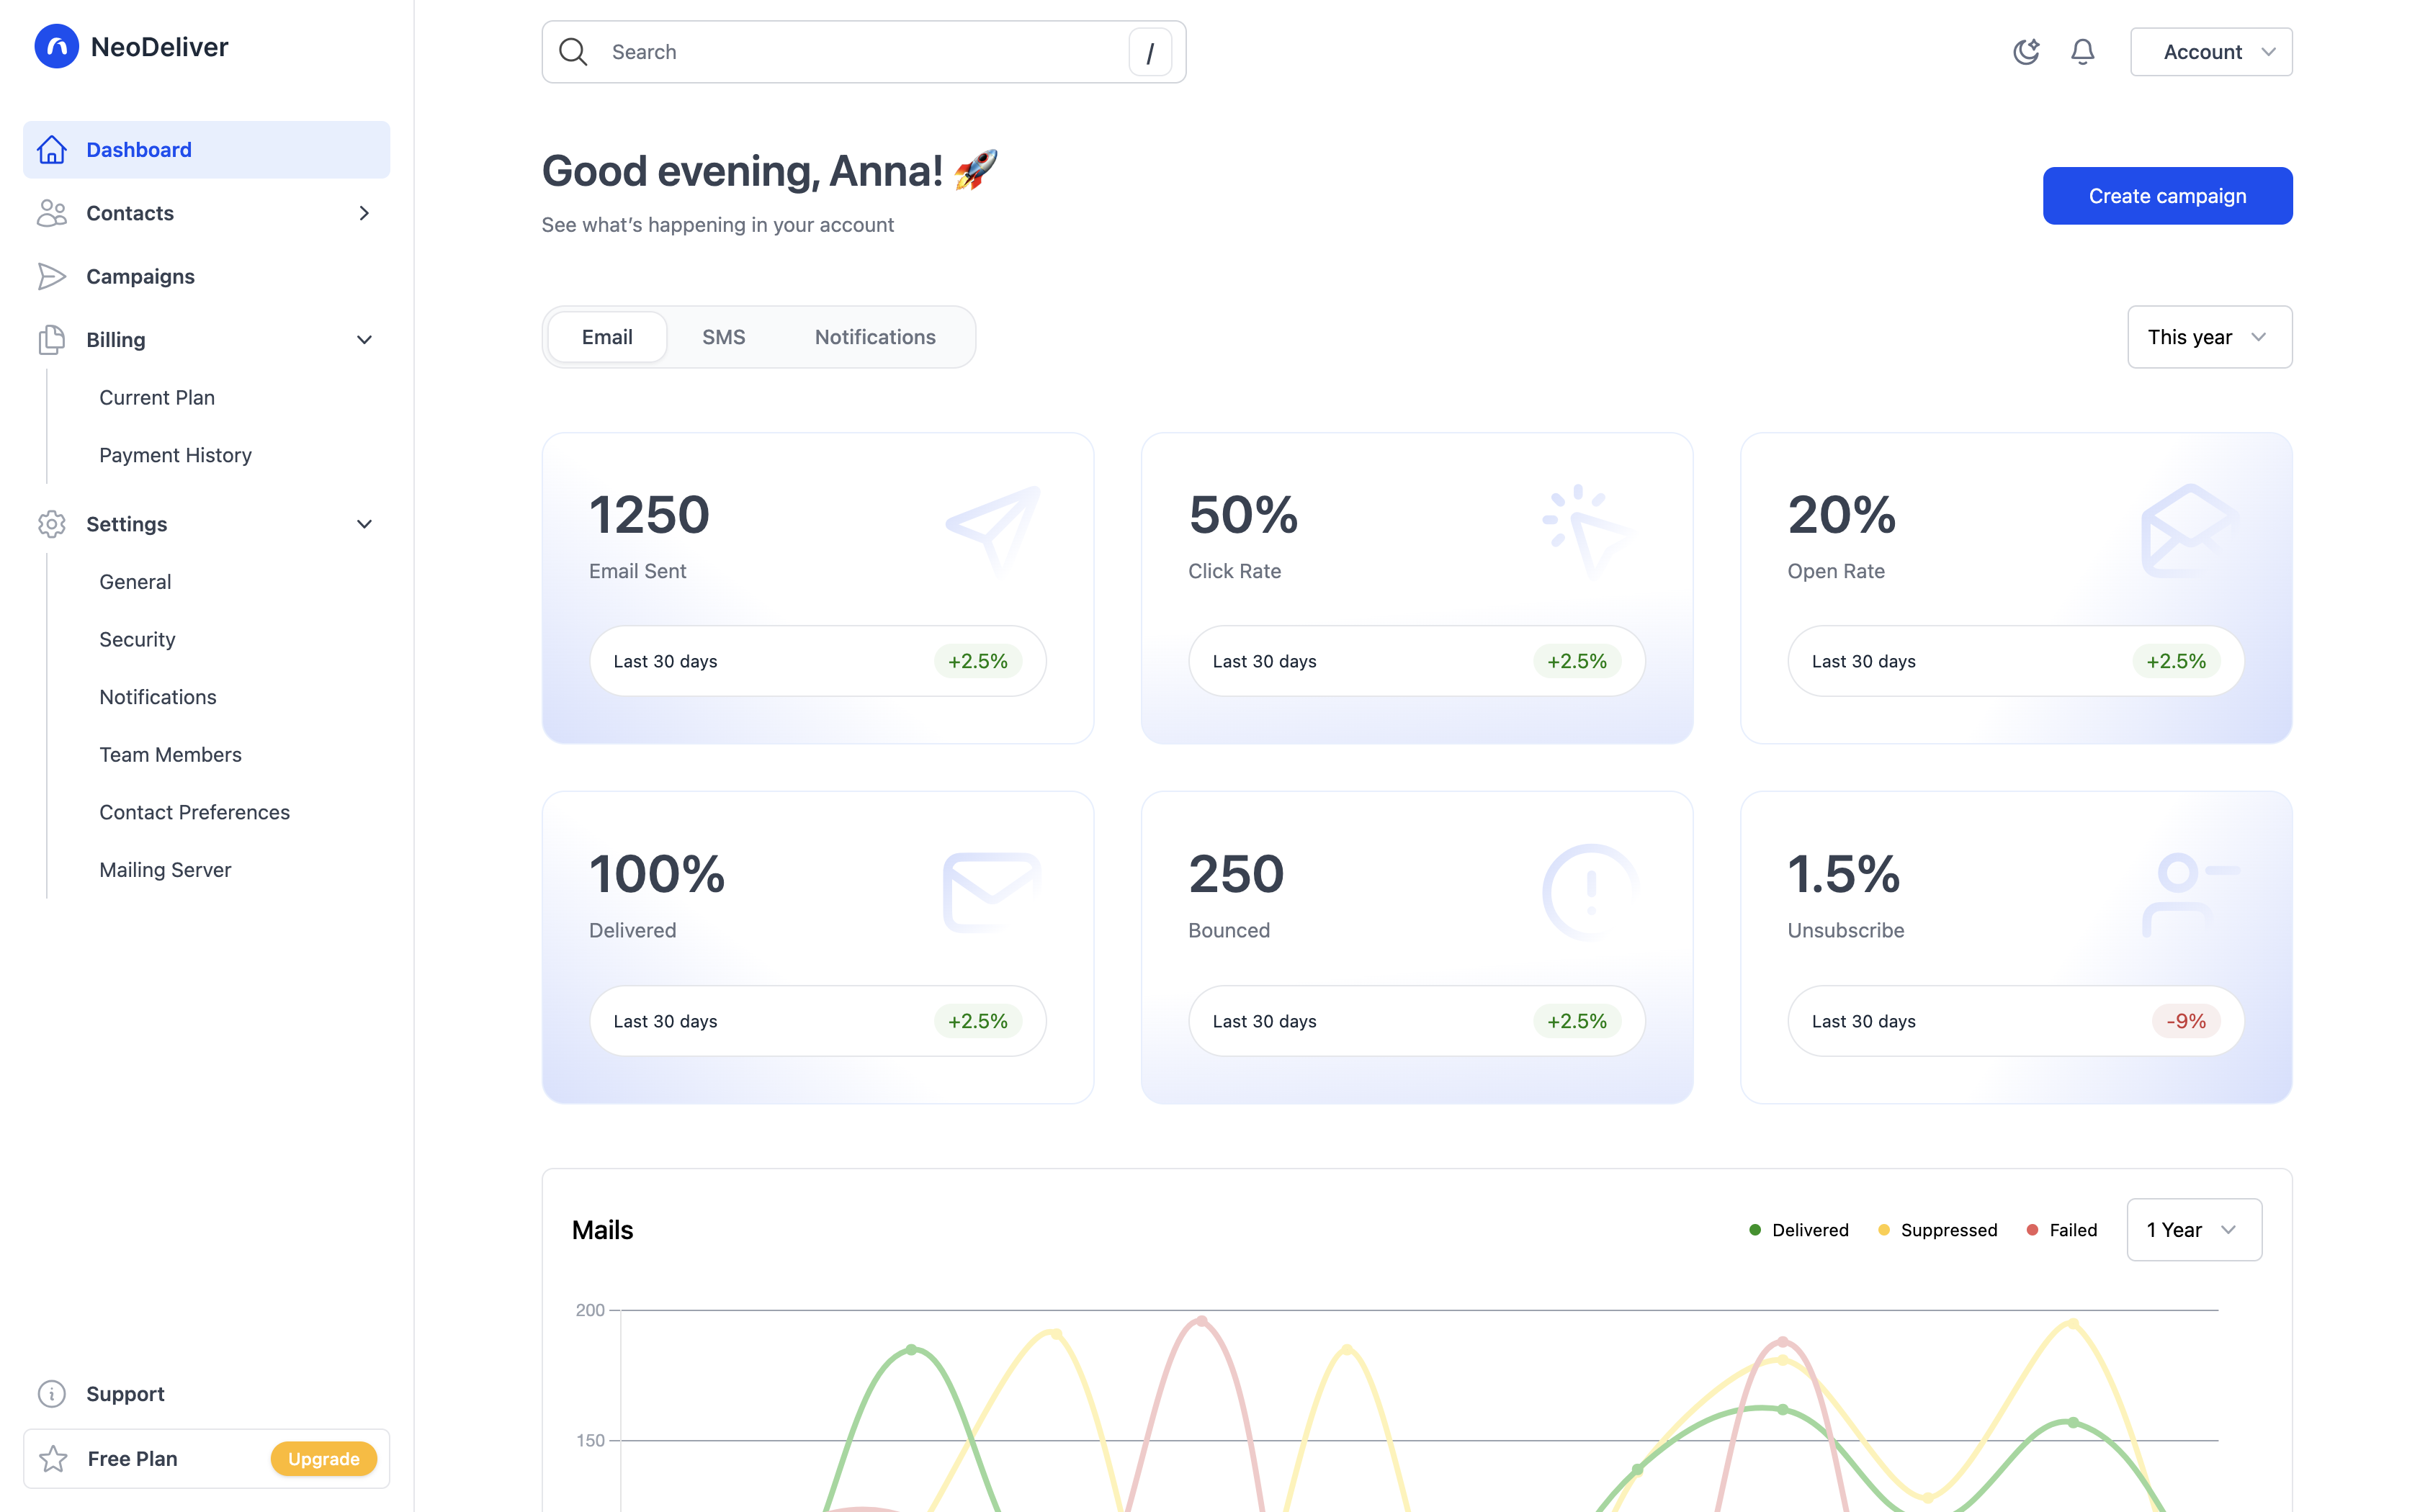 NeoDeliver
Dashboard
Contacts
Campaigns
Billing
Current Plan
Payment History
Settings
General
Security
Notifications
Team Members
Contact Preferences
Mailing Server
Support
Free Plan
Upgrade
Search
/
Account
Good evening, Anna! 🚀
See what's happening in your account
Create campaign
Email
SMS
Notifications
This year
1250
Email Sent
Last 30 days
+2.5%
50%
Click Rate
Last 30 days
+2.5%
20%
Open Rate
Last 30 days
+2.5%
100%
Delivered
Last 30 days
+2.5%
250
Bounced
Last 30 days
+2.5%
1.5%
Unsubscribe
Last 30 days
-9%
Mails
Delivered
Suppressed
Failed
1 Year
200
150